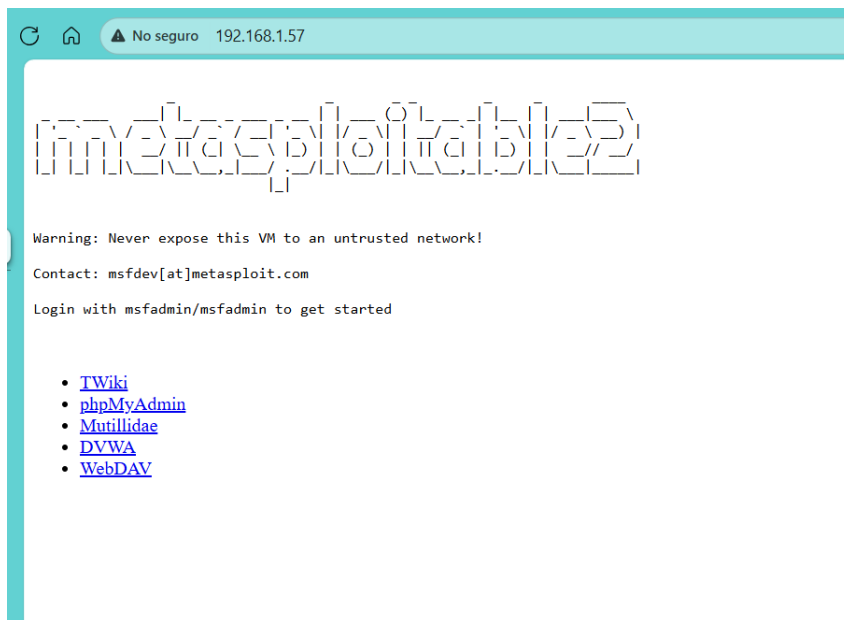 No seguro 192.168.1.57
metasploitable2
Warning: Never expose this VM to an untrusted network!
Contact: msfdev[at]metasploit.com
Login with msfadmin/msfadmin to get started
TWiki
phpMyAdmin
Mutillidae
DVWA
WebDAV